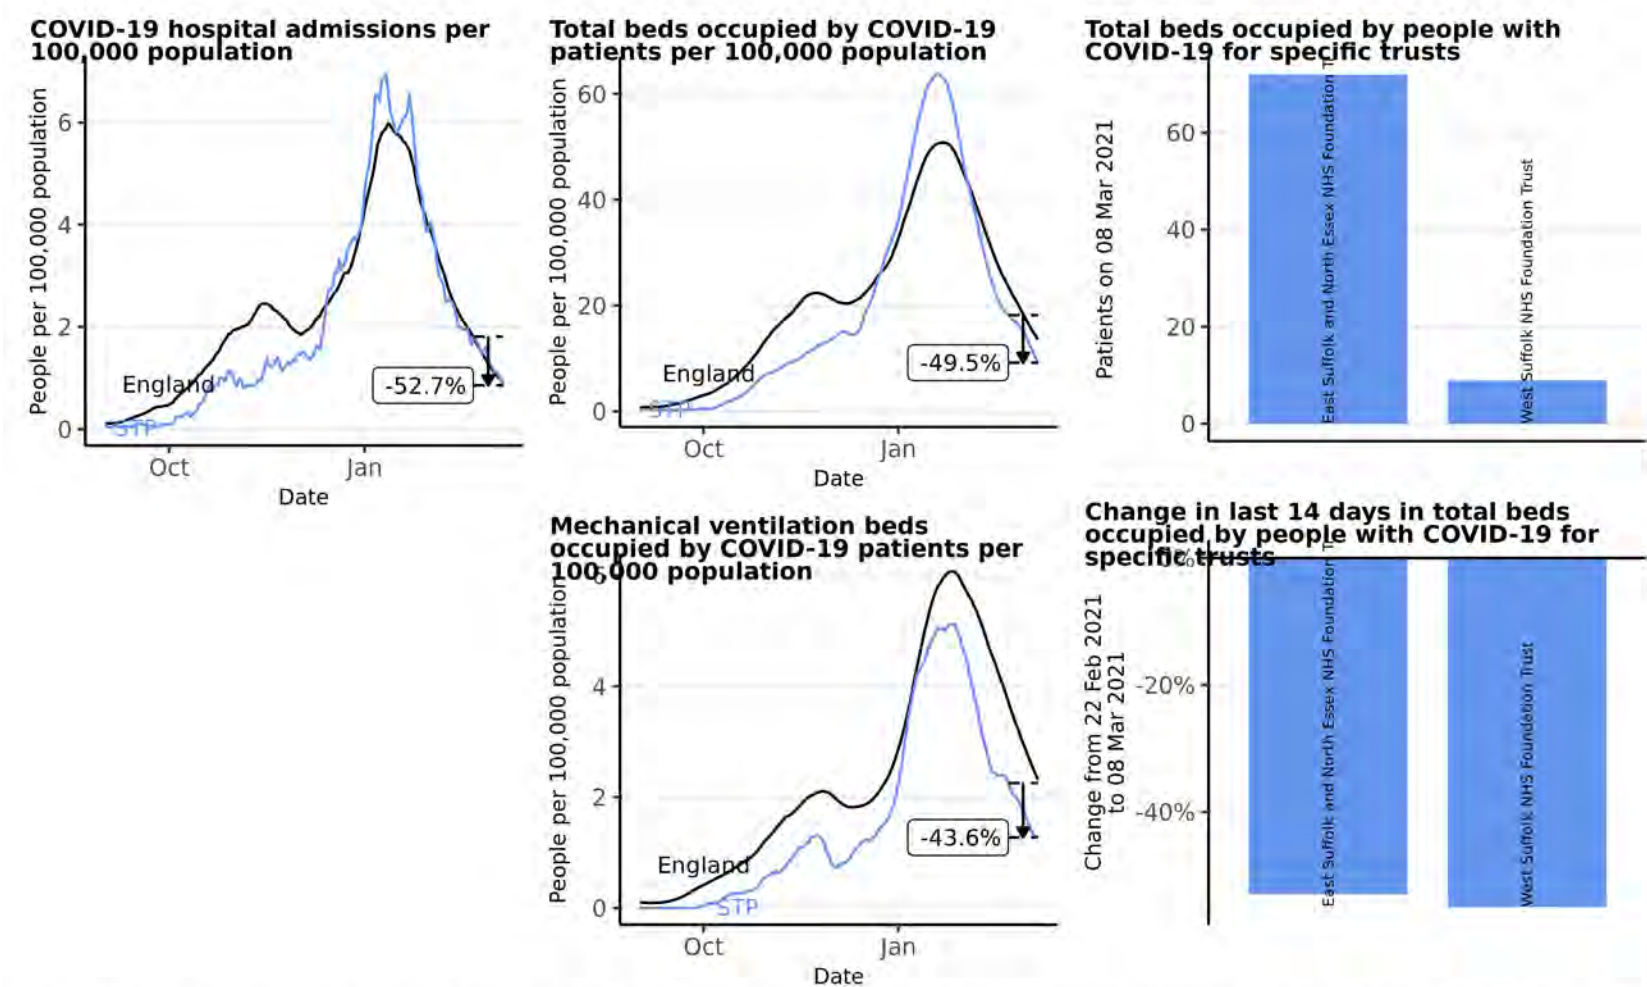 COVID-19 hospital admissions per
100,000 population
People per 100,000 population
6
4
2
0
England
STP
-52.7%
Oct
Jan
Date
Total beds occupied by COVID-19
patients per 100,000 population
People per 100,000 population
60
40
20
0
England
STP
-49.5%
Oct
Jan
Date
Total beds occupied by people with
COVID-19 for specific trusts
Patients on 08 Mar 2021
60
40
20
0
East Suffolk and North Essex NHS Foundation T
West Suffolk NHS Foundation Trust
Mechanical ventilation beds
occupied by COVID-19 patients per
100,000 population
People per 100,000 population
6
4
2
0
England
STP
-43.6%
Oct
Jan
Date
Change in last 14 days in total beds
occupied by people with COVID-19 for
specific trusts
Change from 22 Feb 2021
to 08 Mar 2021
0%
-20%
-40%
East Suffolk and North Essex NHS Foundation T
West Suffolk NHS Foundation Trust